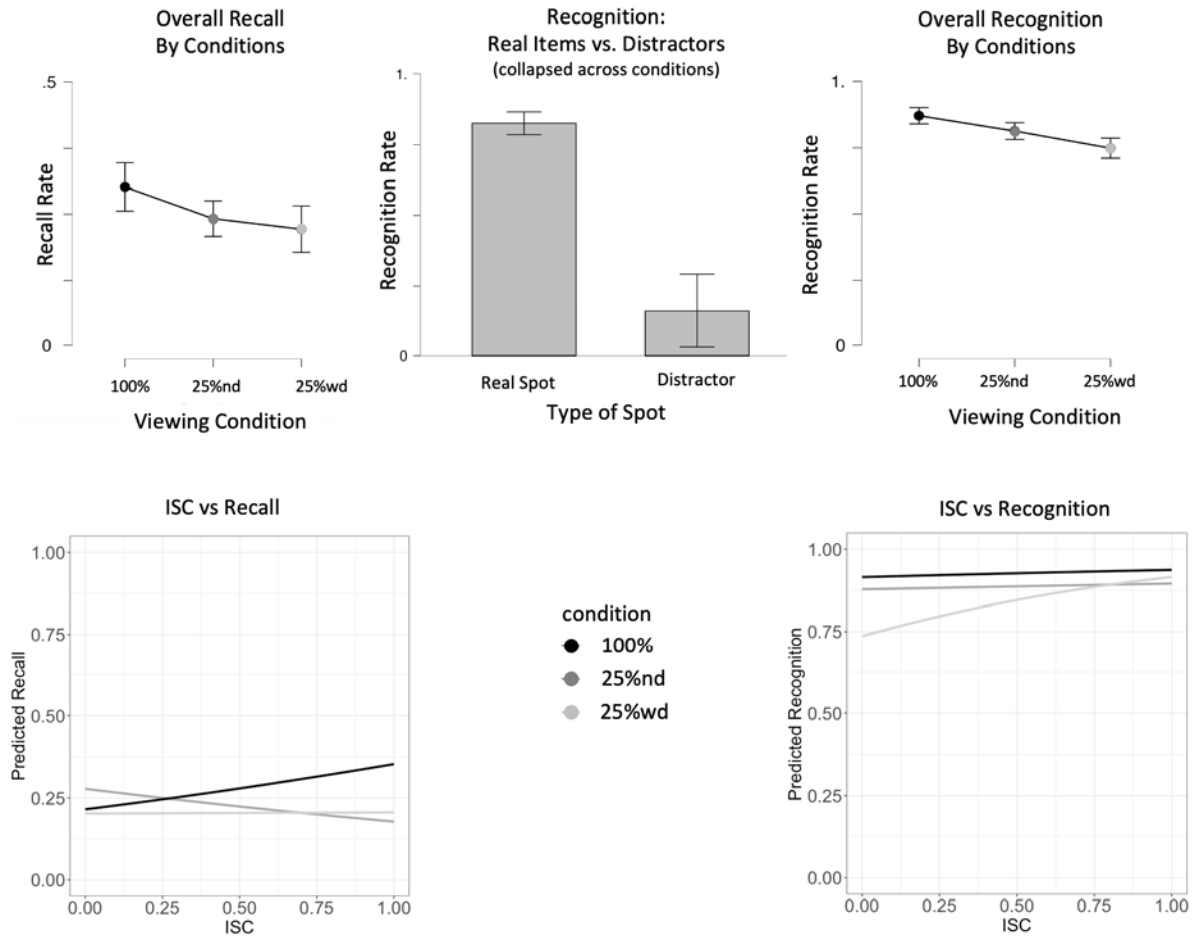 Overall Recall
By Conditions
.5
Recall Rate
0
100%
25%nd
25%wd
Viewing Condition
Recognition:
Real Items vs. Distractors
(collapsed across conditions)
1.
Recognition Rate
0
Real Spot
Distractor
Type of Spot
Overall Recognition
By Conditions
1.
Recognition Rate
0
100%
25%nd
25%wd
Viewing Condition
ISC vs Recall
1.00
0.75
0.50
0.25
0.00
Predicted Recall
0.00
0.25
0.50
0.75
1.00
ISC
condition
100%
25%nd
25%wd
ISC vs Recognition
1.00
0.75
0.50
0.25
0.00
Predicted Recognition
0.00
0.25
0.50
0.75
1.00
ISC